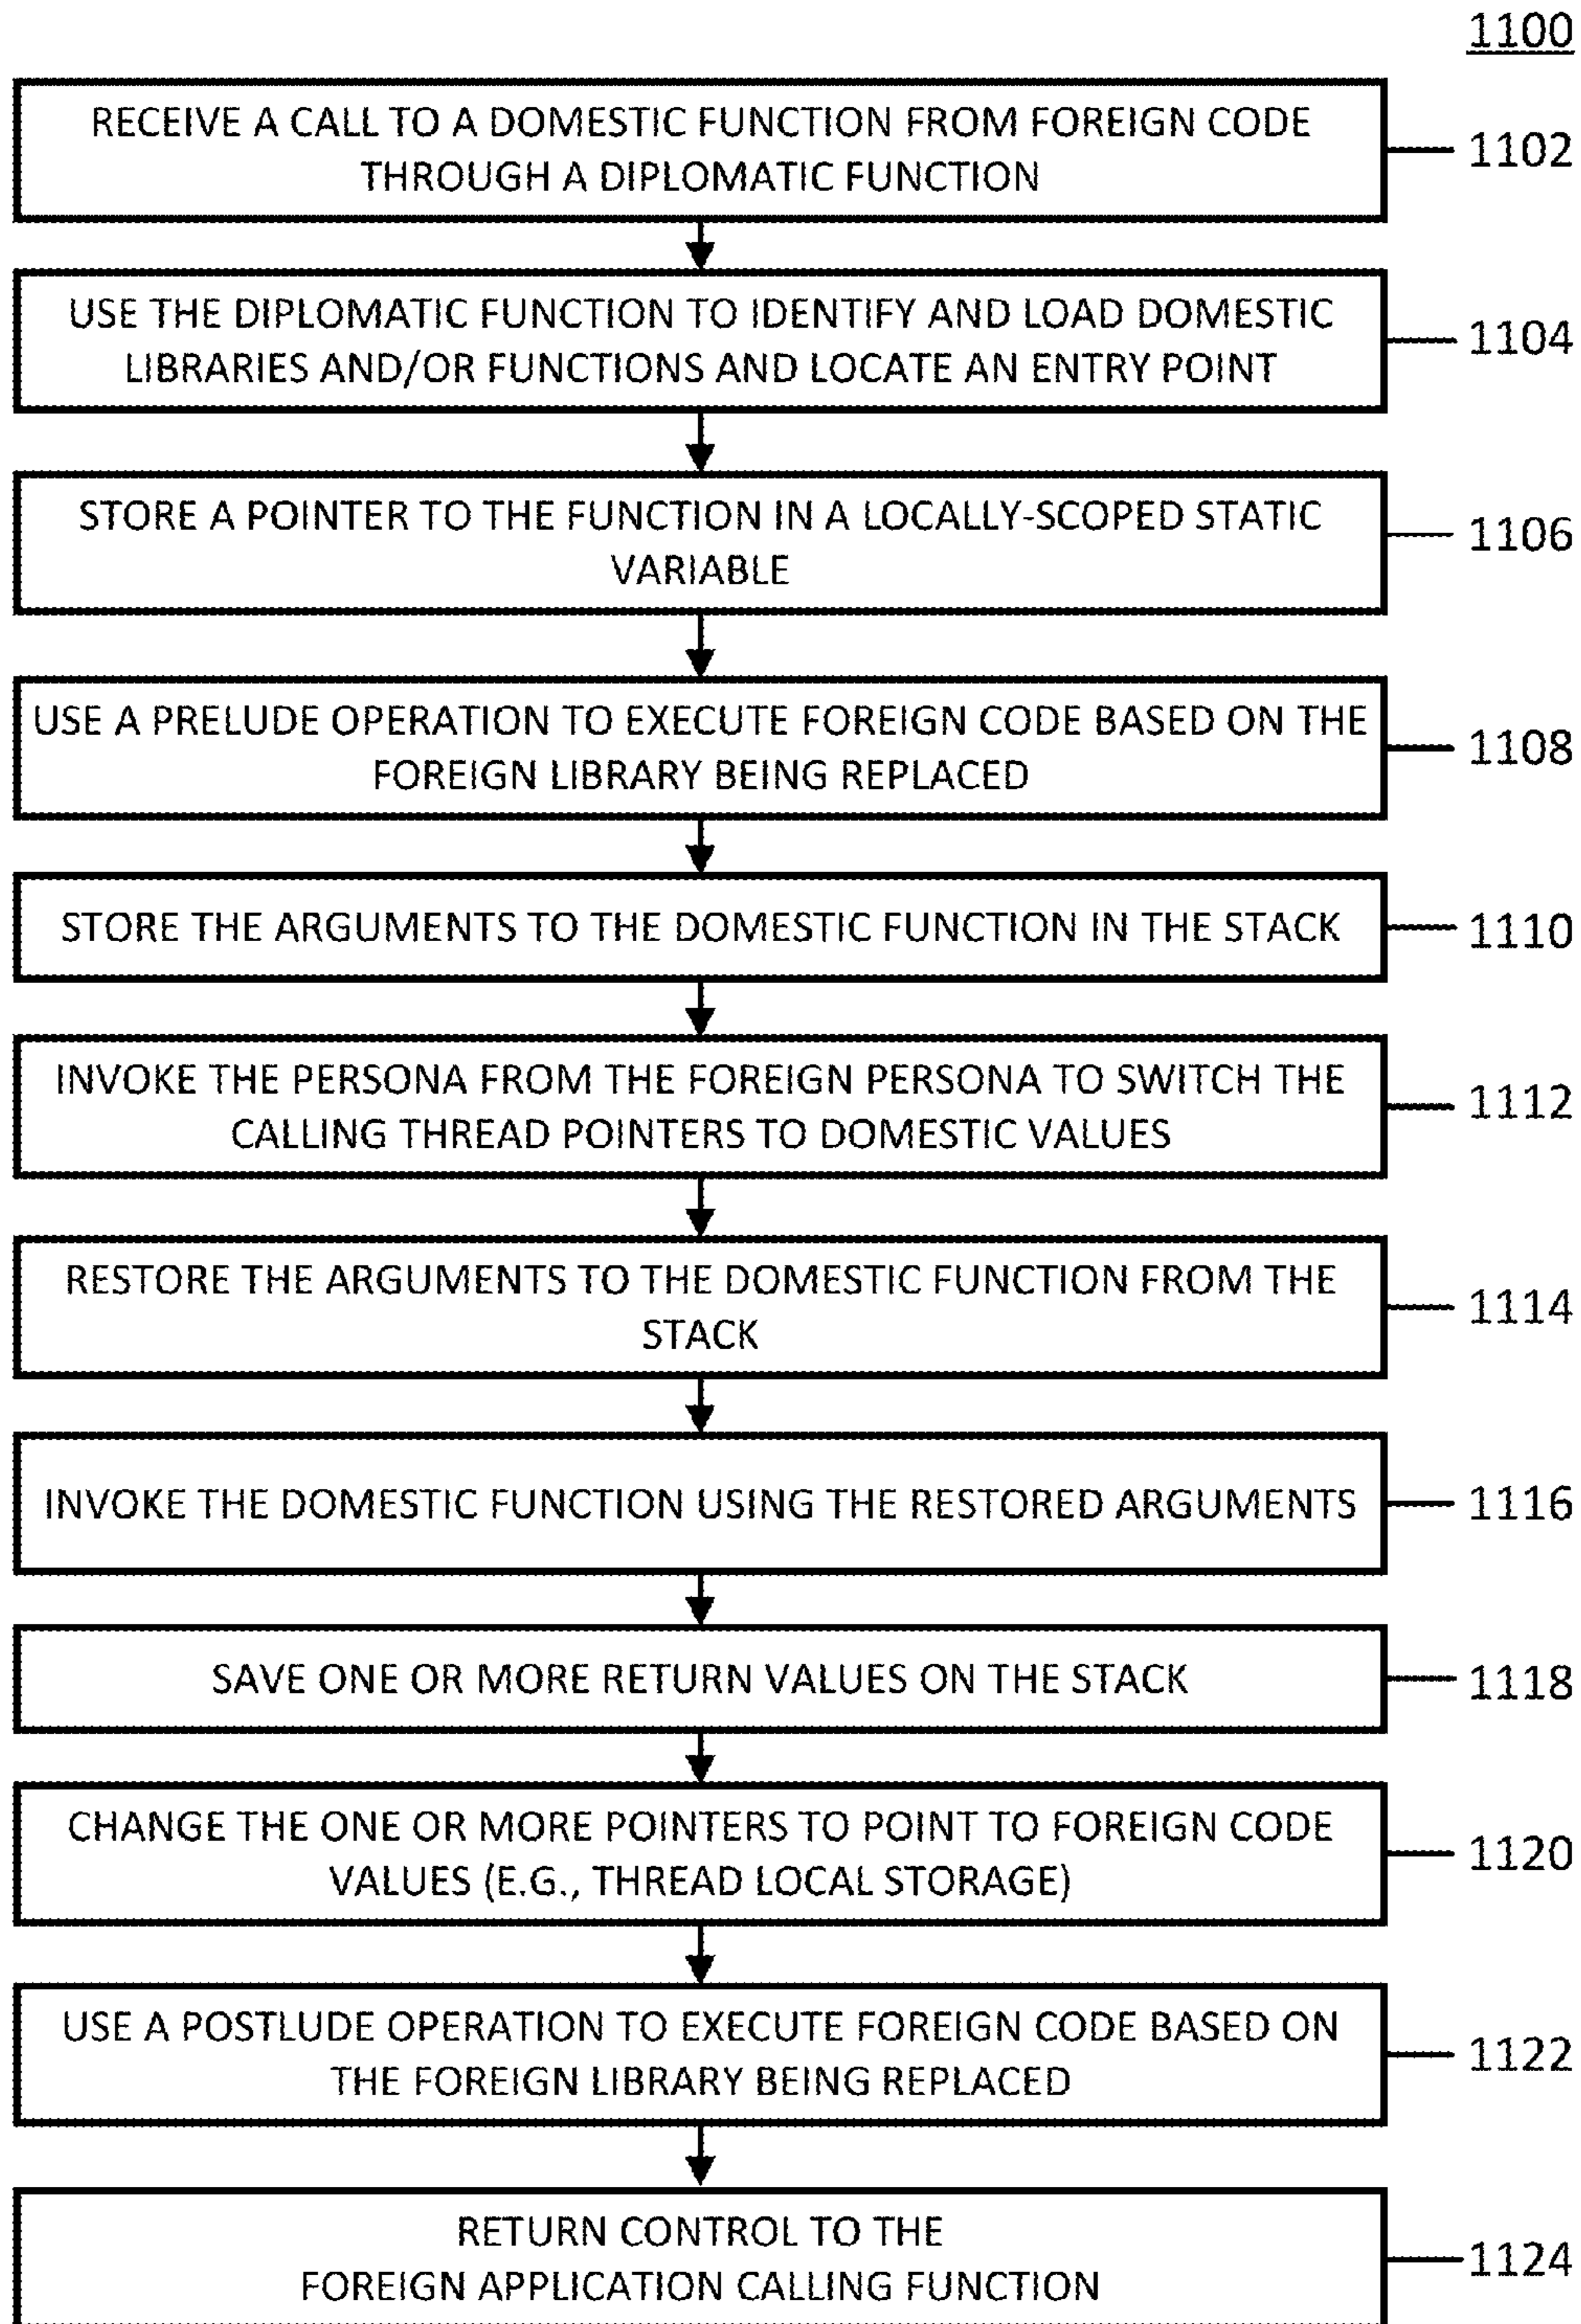 1100
RECEIVE A CALL TO A DOMESTIC FUNCTION FROM FOREIGN CODE
THROUGH A DIPLOMATIC FUNCTION
1102
USE THE DIPLOMATIC FUNCTION TO IDENTIFY AND LOAD DOMESTIC
LIBRARIES AND/OR FUNCTIONS AND LOCATE AN ENTRY POINT
1104
STORE A POINTER TO THE FUNCTION IN A LOCALLY-SCOPED STATIC
VARIABLE
1106
USE A PRELUDE OPERATION TO EXECUTE FOREIGN CODE BASED ON THE
FOREIGN LIBRARY BEING REPLACED
1108
STORE THE ARGUMENTS TO THE DOMESTIC FUNCTION IN THE STACK
1110
INVOKE THE PERSONA FROM THE FOREIGN PERSONA TO SWITCH THE
CALLING THREAD POINTERS TO DOMESTIC VALUES
1112
RESTORE THE ARGUMENTS TO THE DOMESTIC FUNCTION FROM THE
STACK
1114
INVOKE THE DOMESTIC FUNCTION USING THE RESTORED ARGUMENTS
1116
SAVE ONE OR MORE RETURN VALUES ON THE STACK
1118
CHANGE THE ONE OR MORE POINTERS TO POINT TO FOREIGN CODE
VALUES (E.G., THREAD LOCAL STORAGE)
1120
USE A POSTLUDE OPERATION TO EXECUTE FOREIGN CODE BASED ON
THE FOREIGN LIBRARY BEING REPLACED
1122
RETURN CONTROL TO THE
FOREIGN APPLICATION CALLING FUNCTION
1124